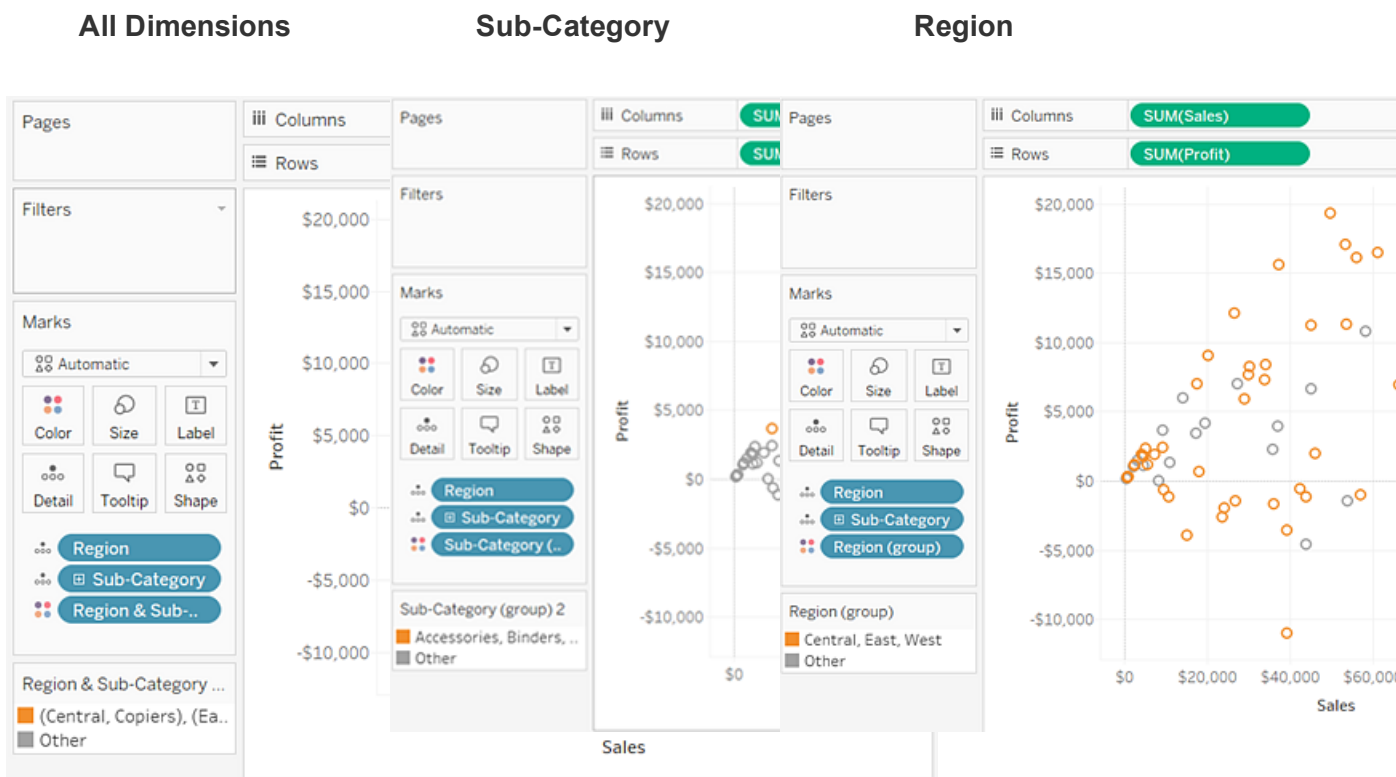 All Dimensions
Sub-Category
Region
Pages
Columns
Rows
Filters
$20,000
$15,000
$10,000
$5,000
$0
-$5,000
-$10,000
Profit
Marks
Automatic
Color
Size
Label
Detail
Tooltip
Shape
Region
Sub-Category
Region & Sub-..
Region & Sub-Category ...
(Central, Copiers), (Ea..
Other
Pages
Columns
SUM
Rows
SUM
Filters
$20,000
$15,000
$10,000
$5,000
$0
-$5,000
-$10,000
Profit
$0
Sales
Marks
Automatic
Color
Size
Label
Detail
Tooltip
Shape
Region
Sub-Category
Sub-Category (..
Sub-Category (group) 2
Accessories, Binders, ..
Other
Pages
Columns
SUM(Sales)
Rows
SUM(Profit)
Filters
$20,000
$15,000
$10,000
$5,000
$0
-$5,000
-$10,000
Profit
$0
$20,000
$40,000
Sales
Marks
Automatic
Color
Size
Label
Detail
Tooltip
Shape
Region
Sub-Category
Region (group)
Region (group)
Central, East, West
Other